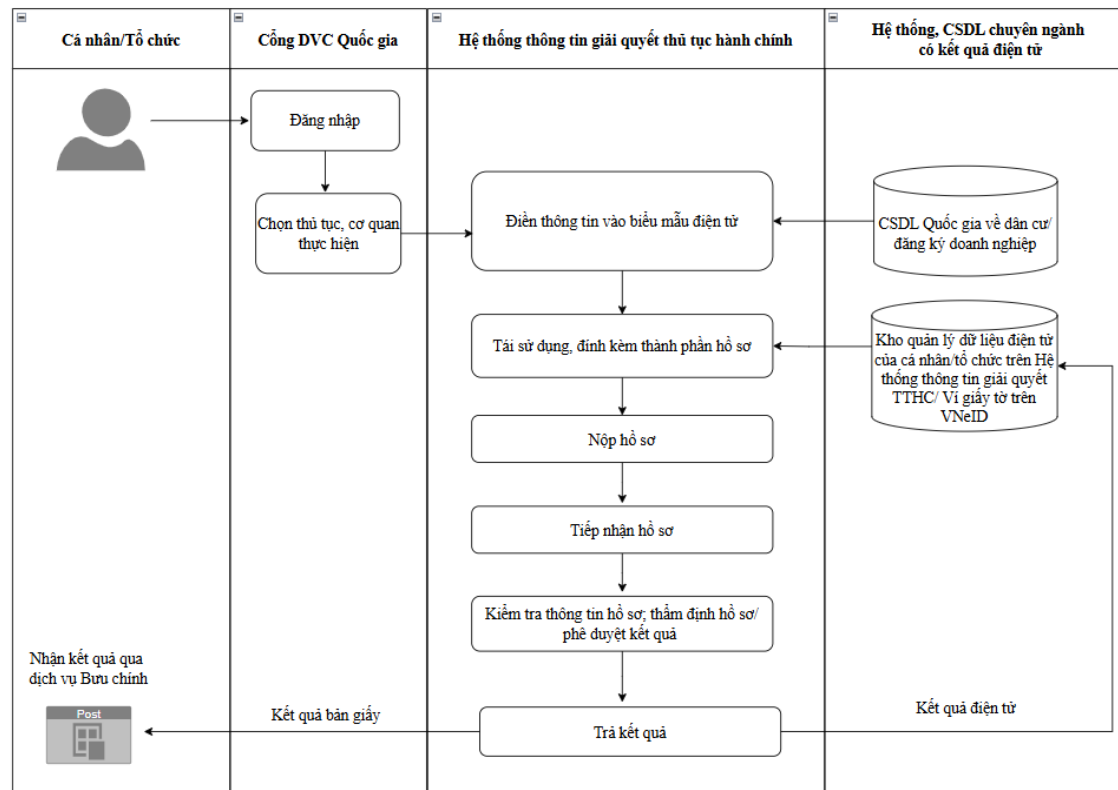 Cá nhân/Tổ chức
Cổng DVC Quốc gia
Hệ thống thông tin giải quyết thủ tục hành chính
Hệ thống, CSDL chuyên ngành
có kết quả điện tử
Đăng nhập
Chọn thủ tục, cơ quan
thực hiện
Điền thông tin vào biểu mẫu điện tử
CSDL Quốc gia về dân cư/
đăng ký doanh nghiệp
Tái sử dụng, đính kèm thành phần hồ sơ
Kho quản lý dữ liệu điện tử
của cá nhân/tổ chức trên Hệ
thống thông tin giải quyết
TTHC/ Ví giấy tờ trên
VNeID
Nộp hồ sơ
Tiếp nhận hồ sơ
Kiểm tra thông tin hồ sơ; thẩm định hồ sơ/
phê duyệt kết quả
Nhận kết quả qua
dịch vụ Bưu chính
Post
Kết quả bản giấy
Trả kết quả
Kết quả điện tử